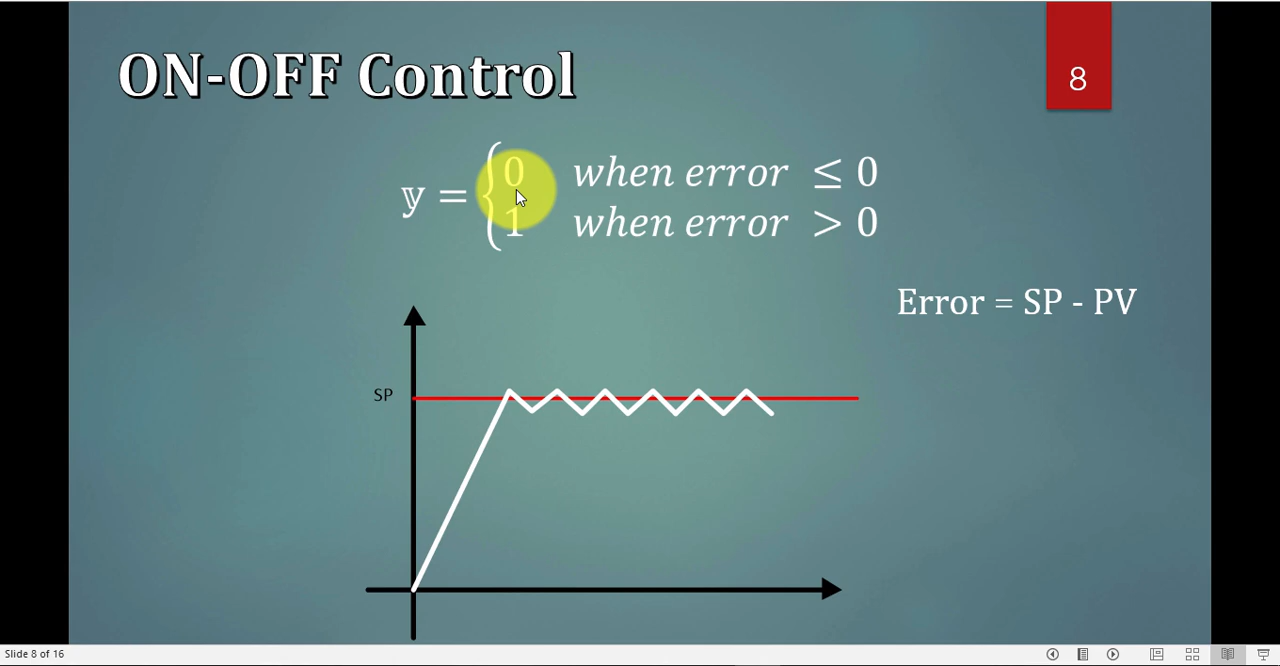 ON-OFF Control
8
𝕪 = { 0 when error ≤ 0
1 when error > 0
Error = SP - PV
SP
Slide 8 of 16